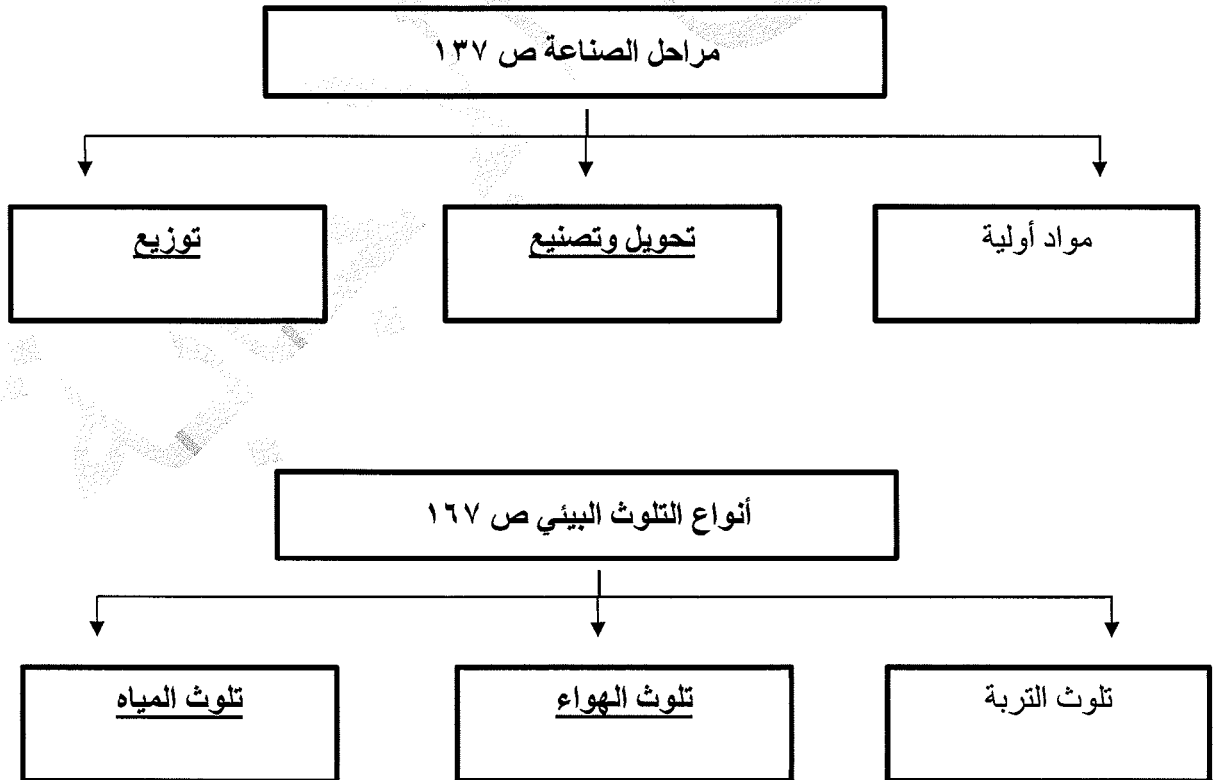 مراحل الصناعة ص ١٣٧
مواد أولية
تحويل وتصنيع
توزيع
أنواع التلوث البيئي ص ١٦٧
تلوث التربة
تلوث الهواء
تلوث المياه